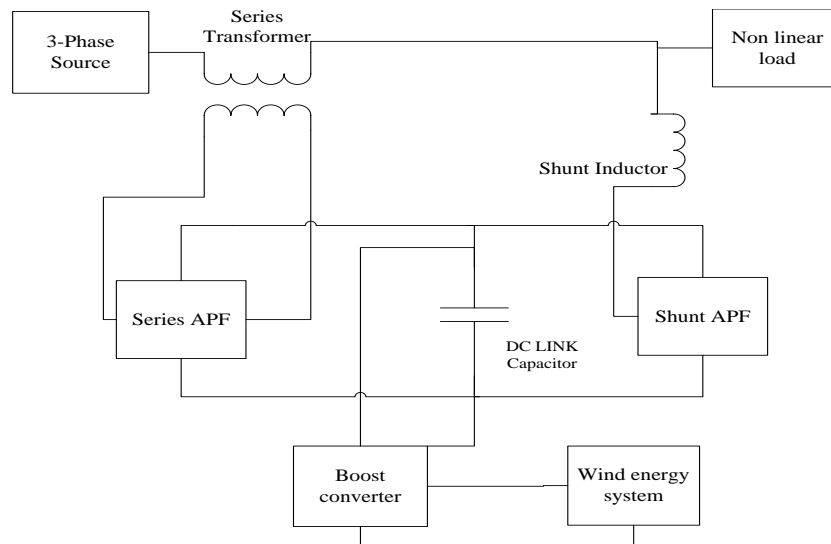 Series
Transformer
3-Phase
Source
Non linear
load
Shunt Inductor
Series APF
Shunt APF
DC LINK
Capacitor
Boost
converter
Wind energy
system